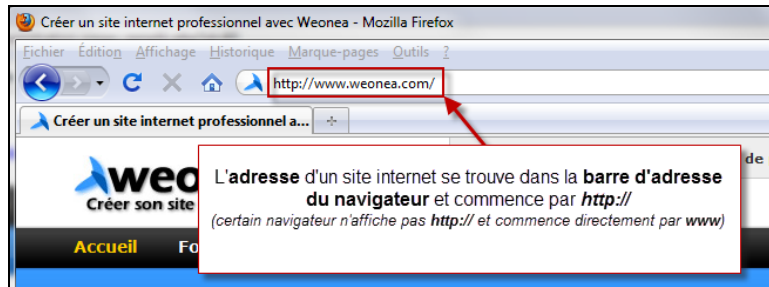 Créer un site internet professionnel avec Weonea - Mozilla Firefox
Fichier Édition Affichage Historique Marque-pages Outils ?
http://www.weonea.com/
Créer un site internet professionnel a...
de
weo
Créer son site
L'adresse d'un site internet se trouve dans la barre d'adresse
du navigateur et commence par http://
(certain navigateur n'affiche pas http:// et commence directement par www)
Accueil Fo